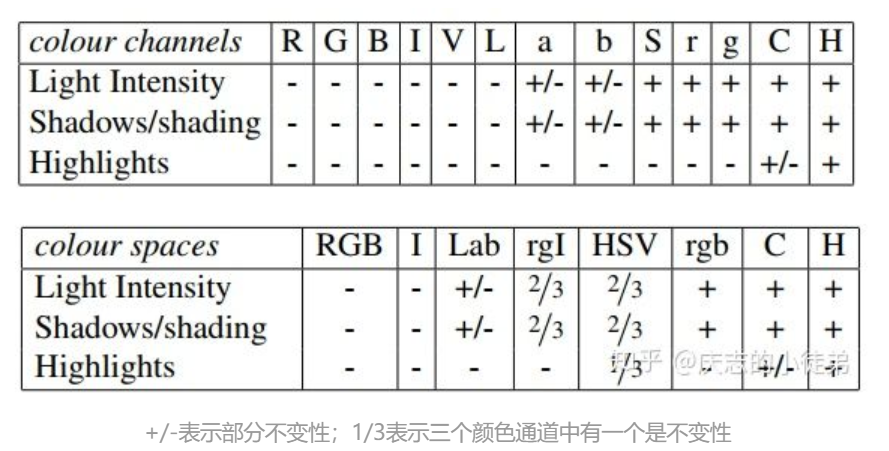 colour channels R G B I V L a b S r g C H
Light Intensity - - - - - - +/- +/- + + + + +
Shadows/shading - - - - - - +/- +/- + + + + +
Highlights - - - - - - - - - - - +/- +
colour spaces RGB I Lab rgI HSV rgb C H
Light Intensity - - +/- 2/3 2/3 + + +
Shadows/shading - - +/- 2/3 2/3 + + +
Highlights - - - - 1/3 - +/- +
知乎 @庆志的小徒弟
+/-表示部分不变性；1/3表示三个颜色通道中有一个是不变性